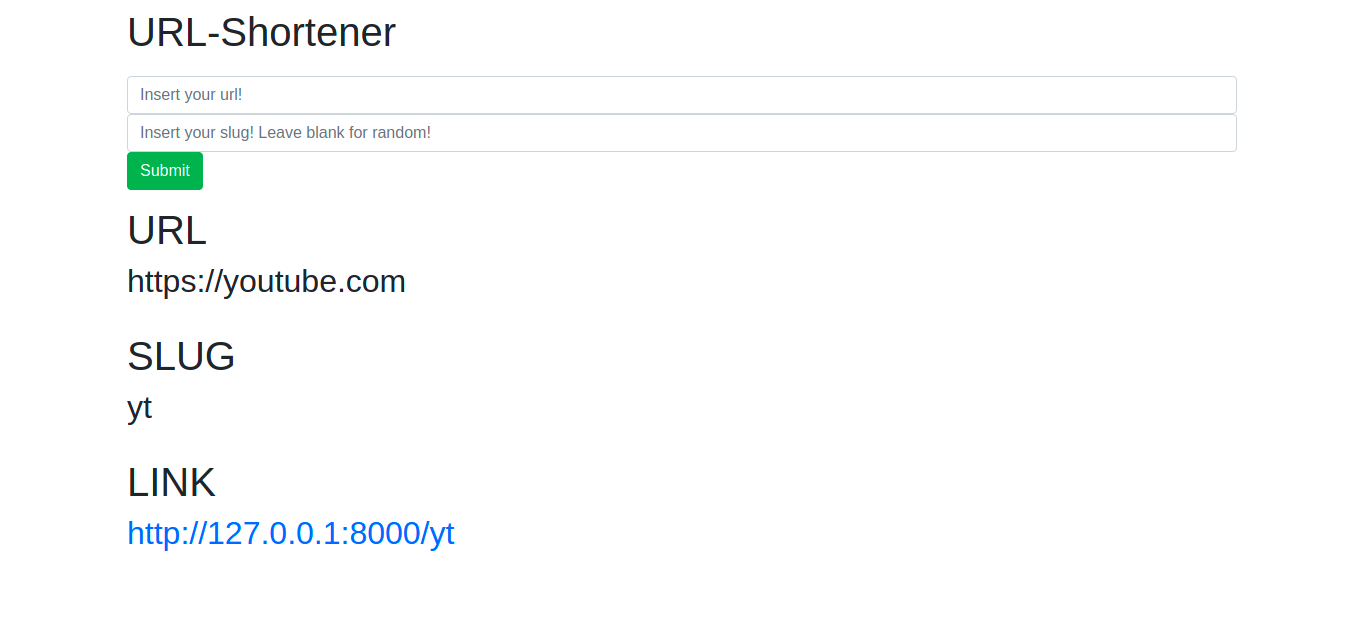 URL-Shortener
Insert your url!
Insert your slug! Leave blank for random!
Submit
URL
https://youtube.com
SLUG
yt
LINK
http://127.0.0.1:8000/yt